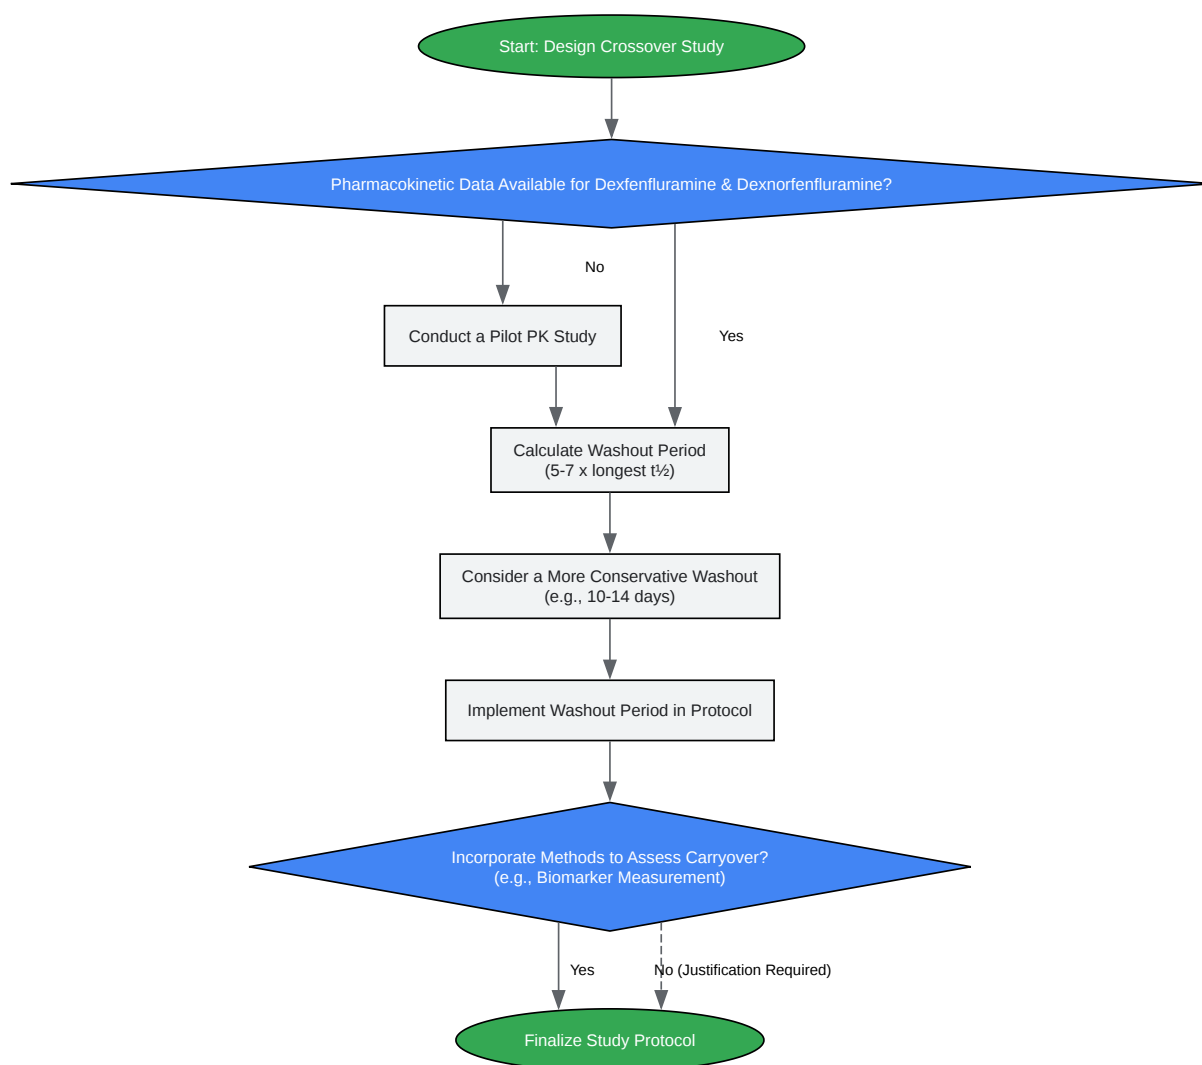 Start: Design Crossover Study
Pharmacokinetic Data Available for Dexfenfluramine & Dexnorfenfluramine?
No
Conduct a Pilot PK Study
Yes
Calculate Washout Period
(5-7 x longest t½)
Consider a More Conservative Washout
(e.g., 10-14 days)
Implement Washout Period in Protocol
Incorporate Methods to Assess Carryover?
(e.g., Biomarker Measurement)
Yes
No (Justification Required)
Finalize Study Protocol